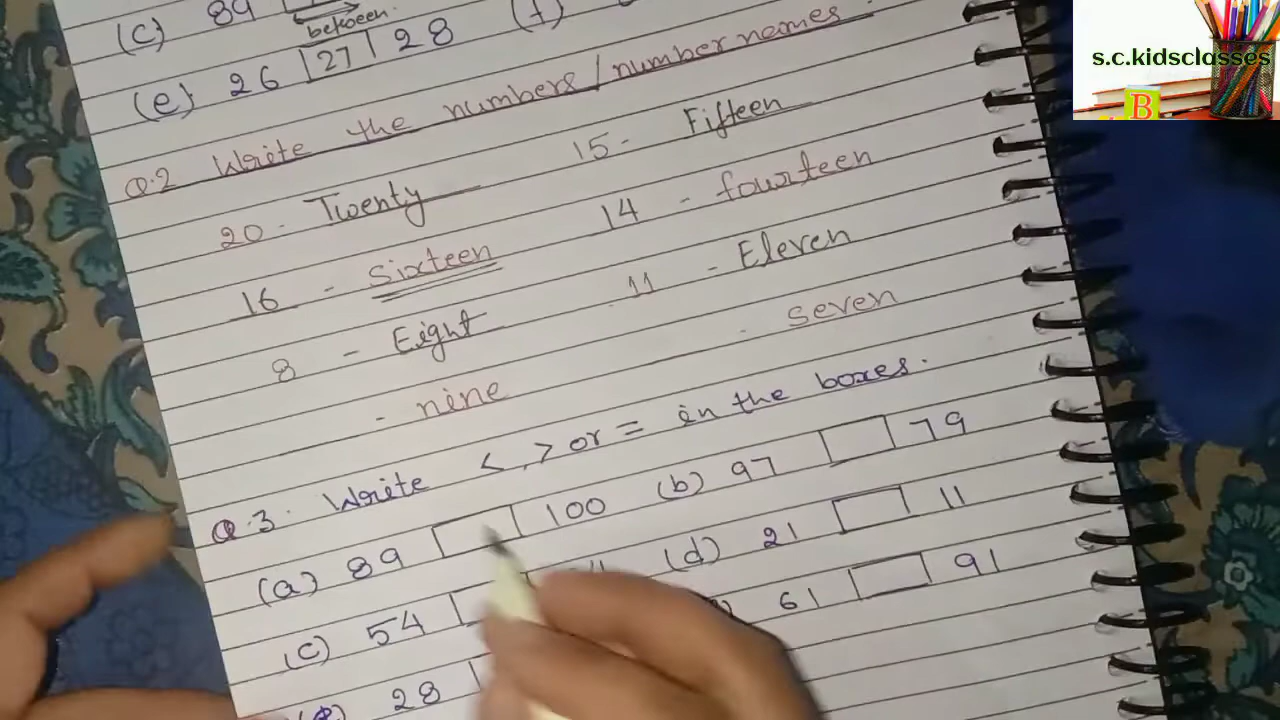 (c) 89
between. (f)
(e) 26 27 28
Q.2 Write the numbers/number names
20 - Twenty 15 - Fifteen
16 - Sixteen 14 - fourteen
8 - Eight 11 - Eleven
- nine - seven
Q.3. Write <, > or = in the boxes.
(a) 89 100 (b) 97 79
(c) 54 (d) 21 11
28 61 91
s.c.kidsclasses
B